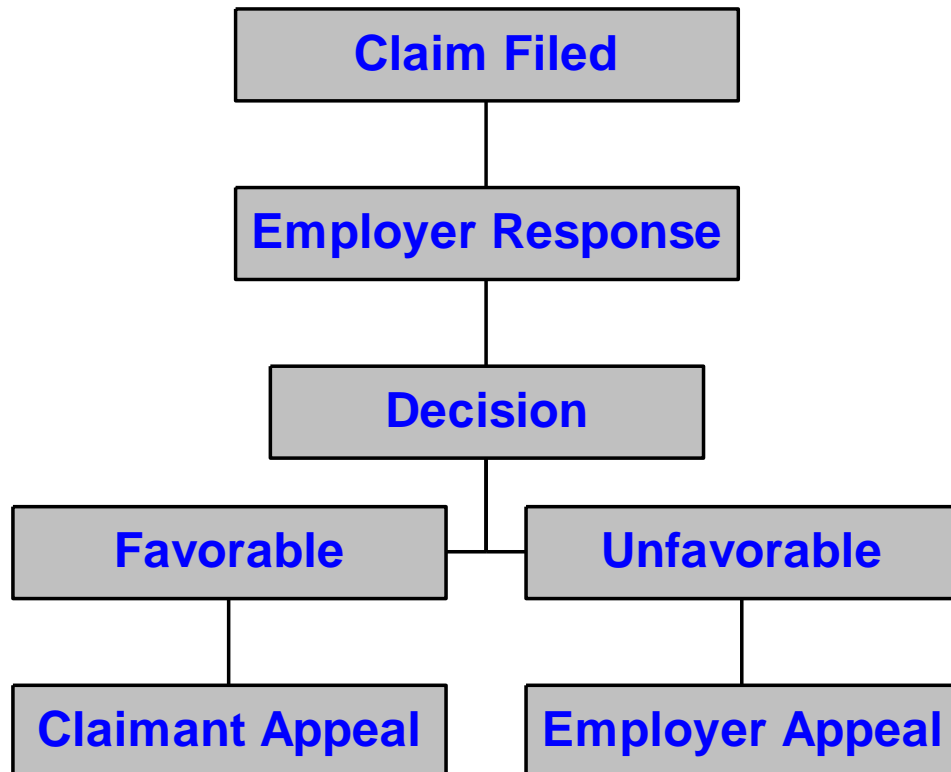 Claim Filed
Employer Response
Decision
Favorable
Unfavorable
Claimant Appeal
Employer Appeal